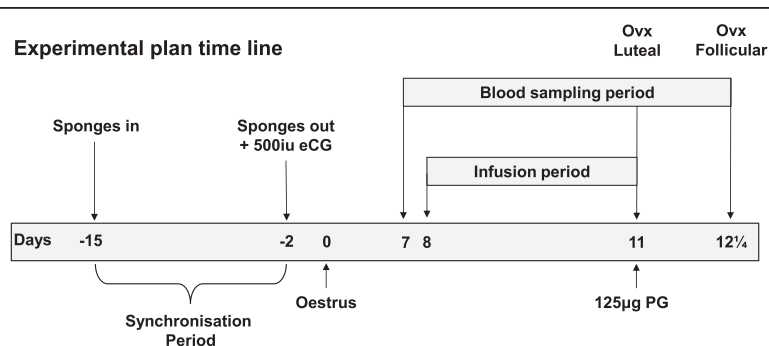 Experimental plan time line
Ovx
Luteal
Ovx
Follicular
Blood sampling period
Sponges in
Sponges out
+ 500iu eCG
Infusion period
Days -15 -2 0 7 8 11 12¼
Oestrus
125µg PG
Synchronisation
Period